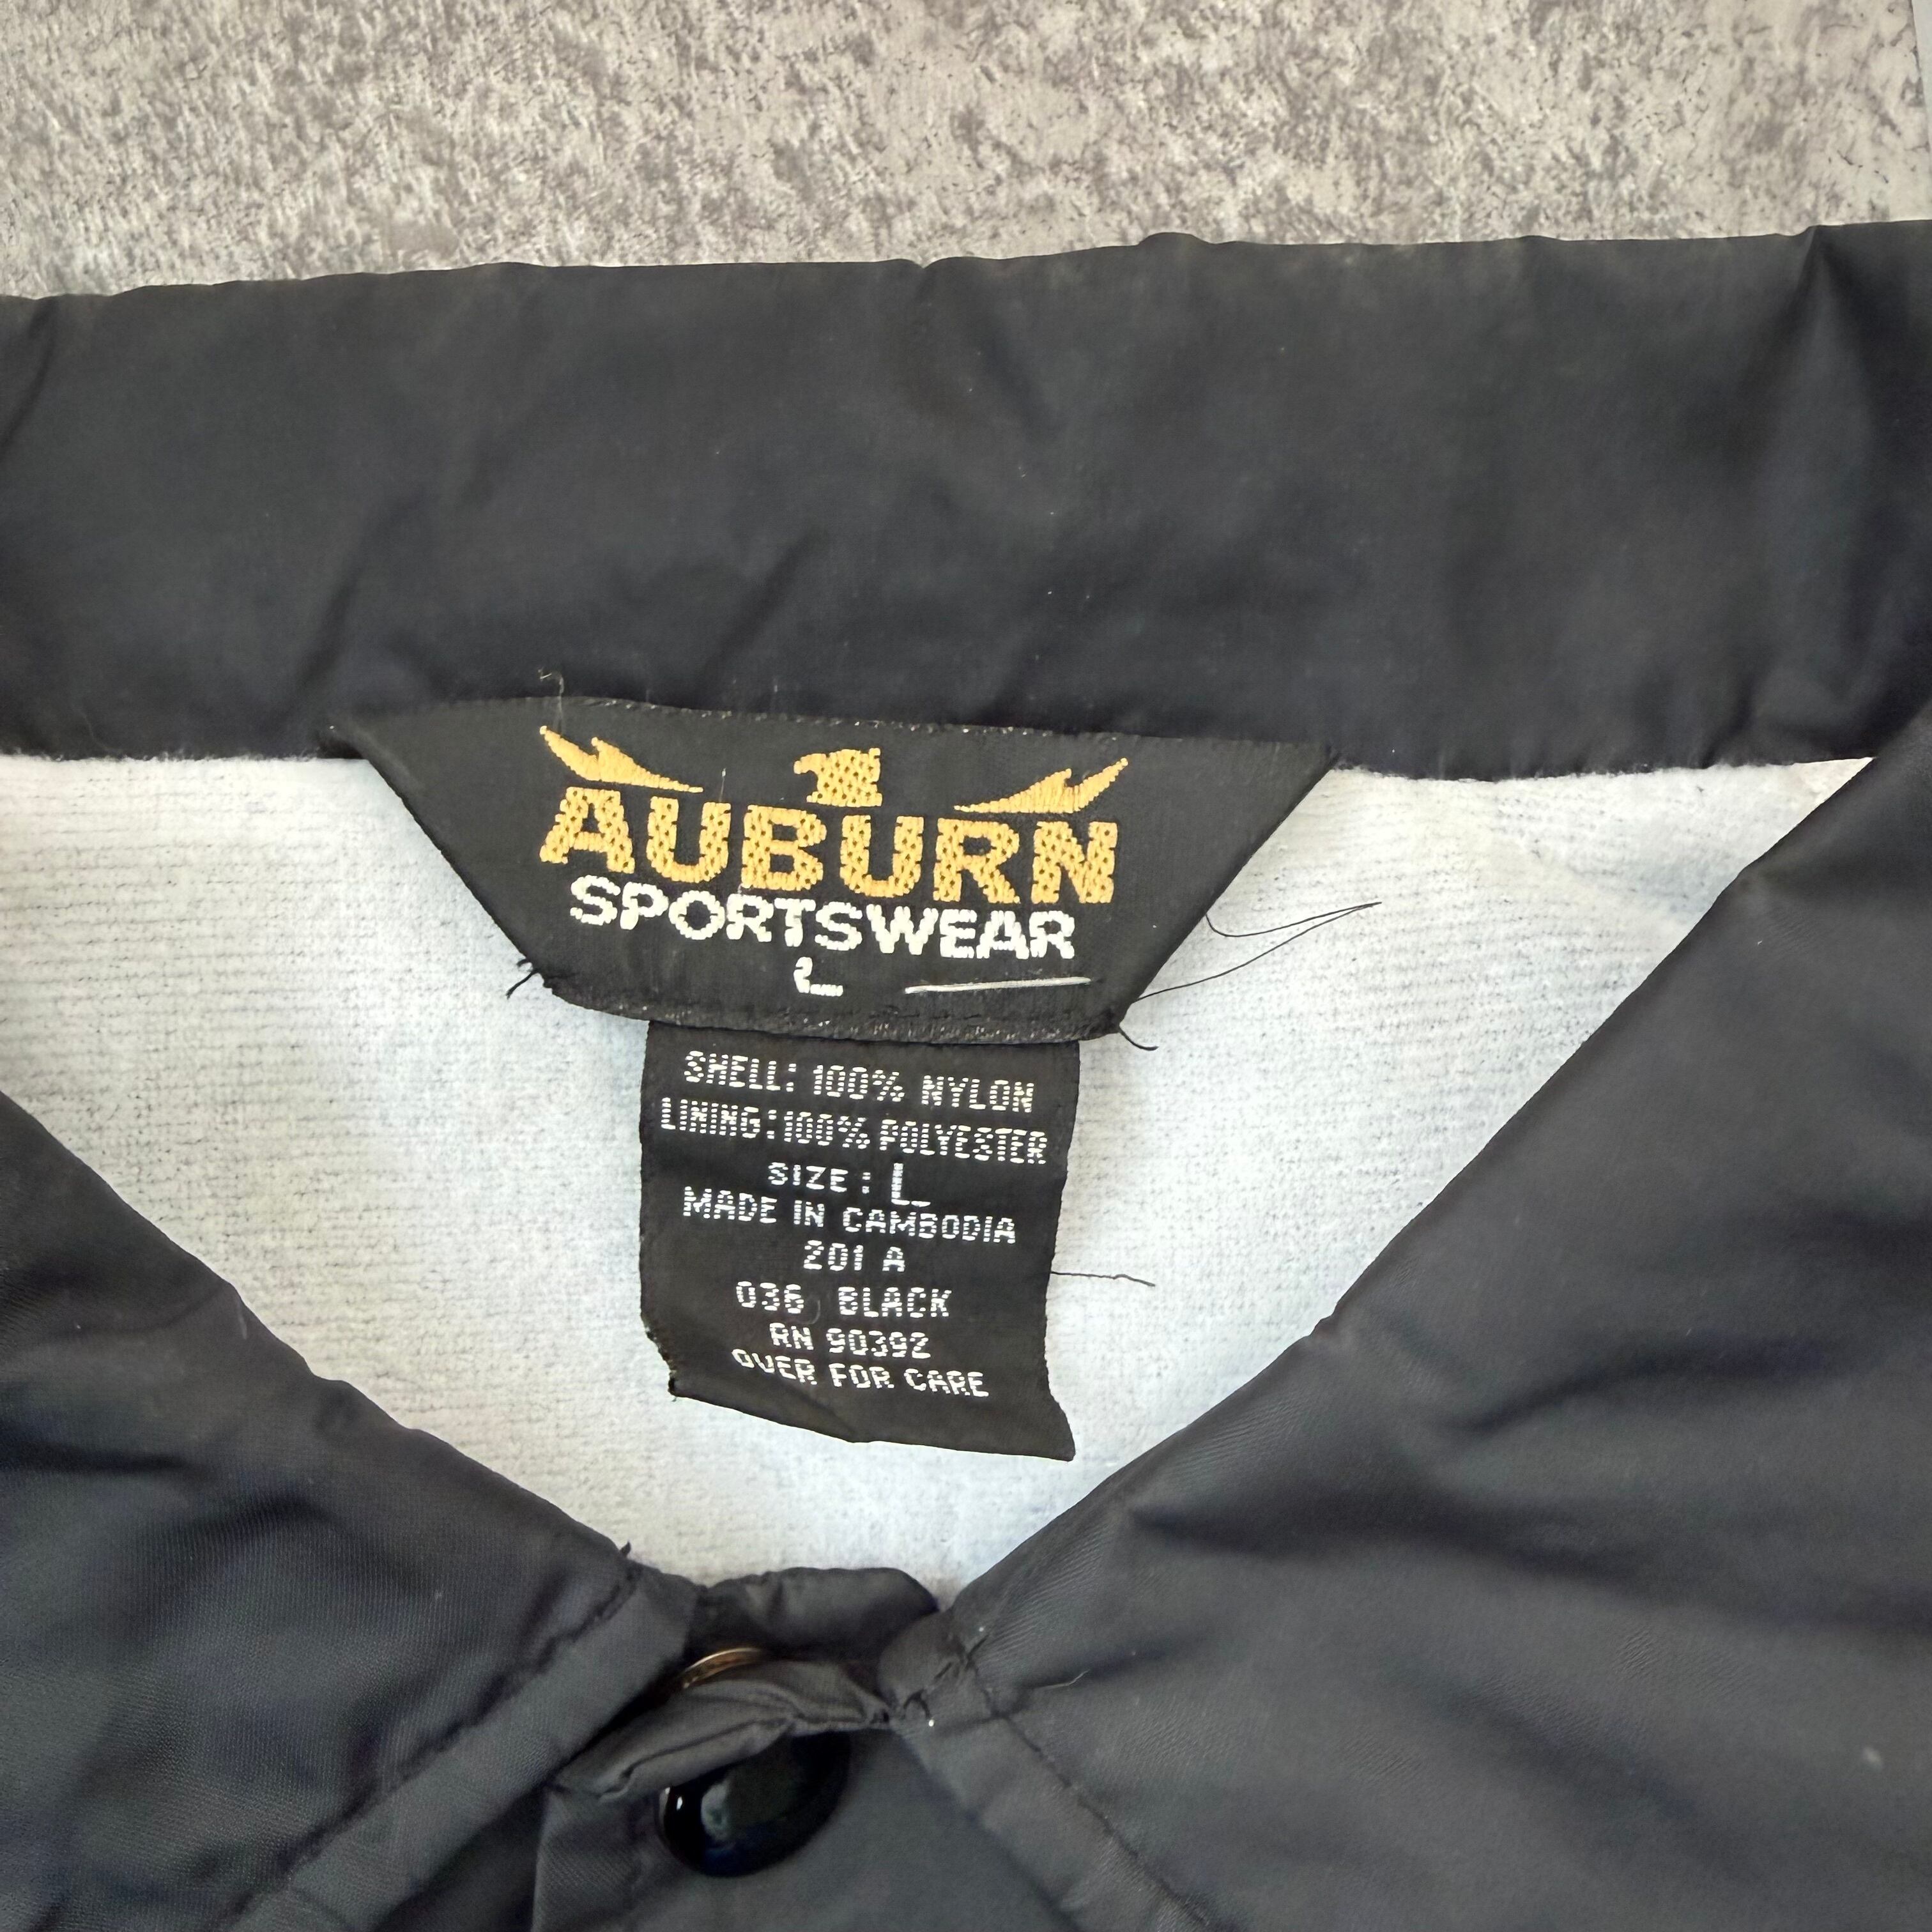 AUBURN
SPORTSWEAR
L
SHELL: 100% NYLON
LINING: 100% POLYESTER
SIZE: L
MADE IN CAMBODIA
201 A
036 BLACK
RN 90392
OVER FOR CARE